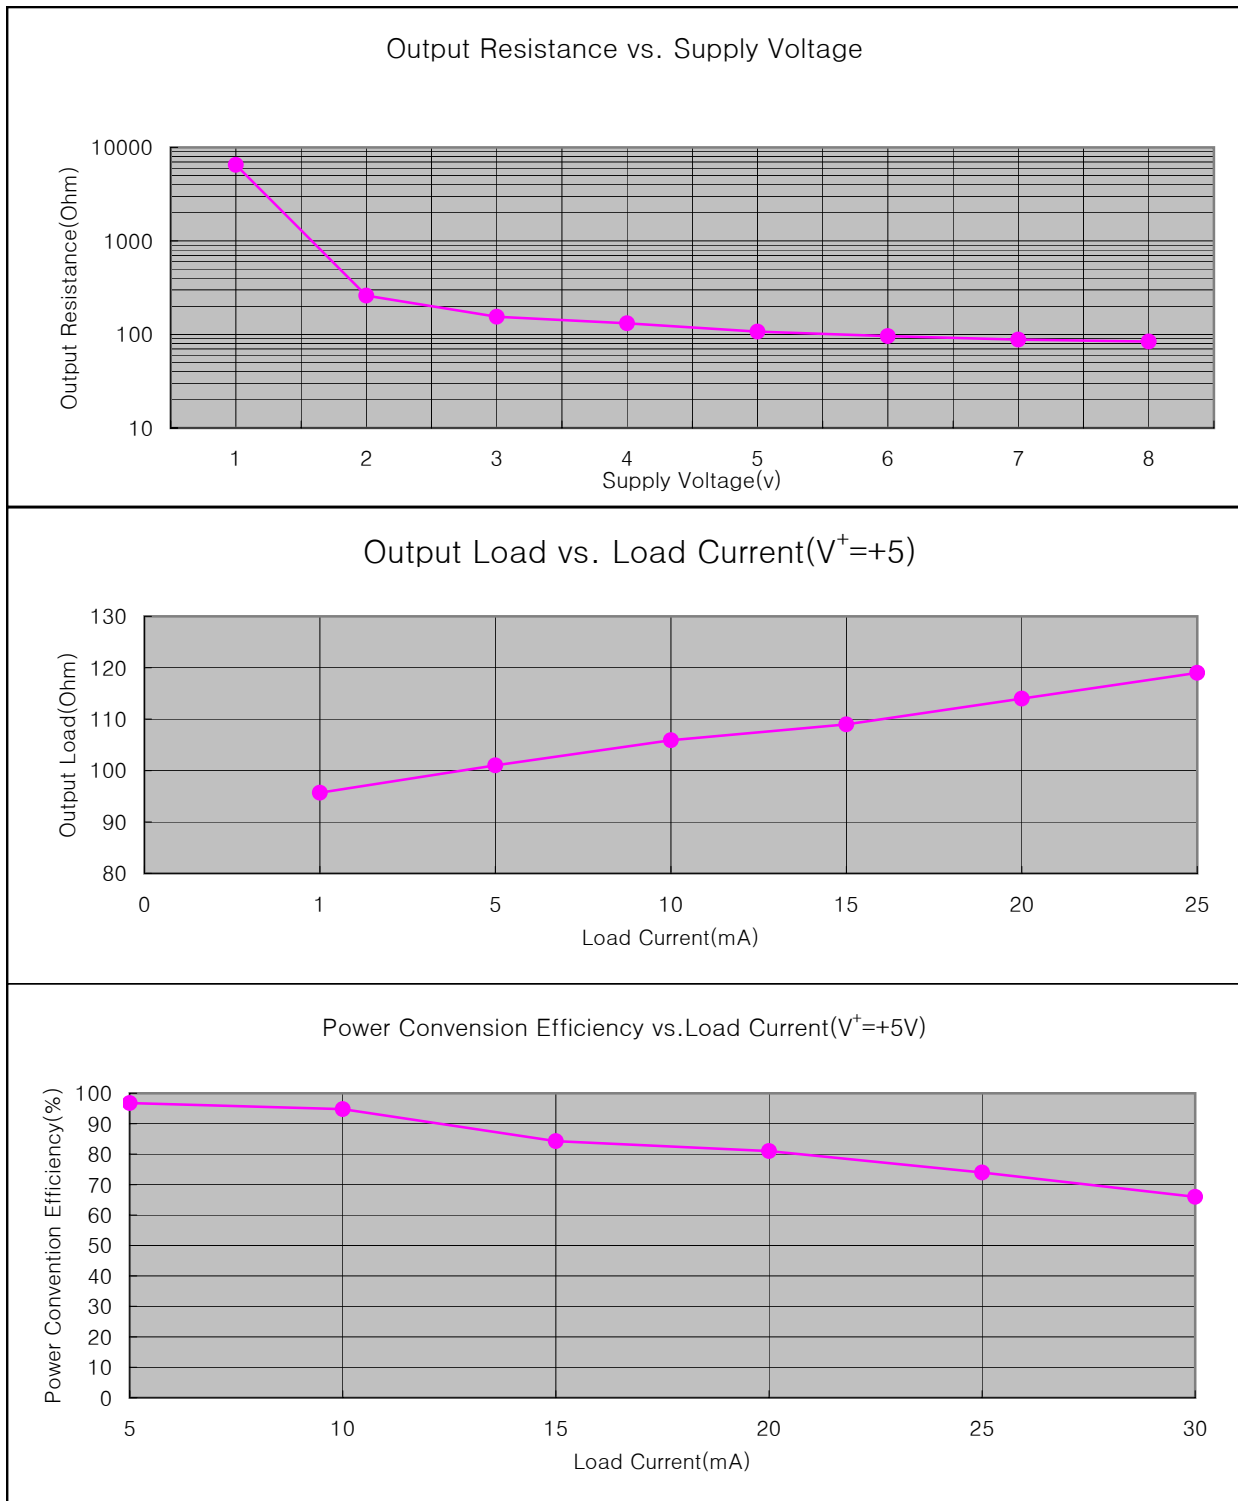 Output Resistance vs. Supply Voltage
Output Resistance(Ohm)
10000
1000
100
10
1 2 3 4 5 6 7 8
Supply Voltage(v)
Output Load vs. Load Current(V⁺=+5)
Output Load(Ohm)
130
120
110
100
90
80
0 1 5 10 15 20 25
Load Current(mA)
Power Convension Efficiency vs.Load Current(V⁺=+5V)
Power Convention Efficiency(%)
100
90
80
70
60
50
40
30
20
10
0
5 10 15 20 25 30
Load Current(mA)